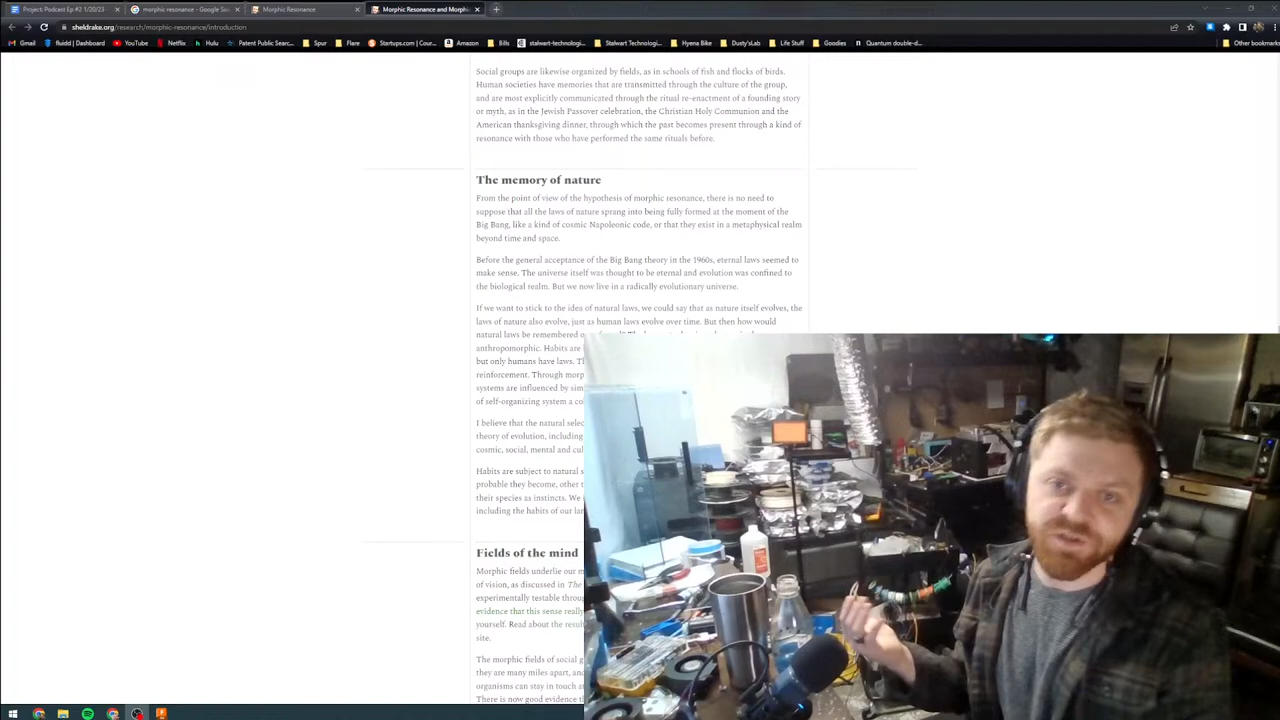 Project: Podcast Ep #2 1/20/23
morphic resonance - Google Se
Morphic Resonance
Morphic Resonance and Morphi
sheldrake.org/research/morphic-resonance/introduction
Gmail
fluidd | Dashboard
YouTube
Netflix
Hulu
Patent Public Searc...
Spur
Flare
Startups.com | Cour...
Amazon
Bills
stalwart-technologi...
Stalwart Technologi...
Hyena Bike
Dusty'sLab
Life Stuff
Goodies
Quantum double-d...
Other bookmarks
Social groups are likewise organized by fields, as in schools of fish and flocks of birds.
Human societies have memories that are transmitted through the culture of the group,
and are most explicitly communicated through the ritual re-enactment of a founding story
or myth, as in the Jewish Passover celebration, the Christian Holy Communion and the
American thanksgiving dinner, through which the past becomes present through a kind of
resonance with those who have performed the same rituals before.
The memory of nature
From the point of view of the hypothesis of morphic resonance, there is no need to
suppose that all the laws of nature sprang into being fully formed at the moment of the
Big Bang, like a kind of cosmic Napoleonic code, or that they exist in a metaphysical realm
beyond time and space.
Before the general acceptance of the Big Bang theory in the 1960s, eternal laws seemed to
make sense. The universe itself was thought to be eternal and evolution was confined to
the biological realm. But we now live in a radically evolutionary universe.
If we want to stick to the idea of natural laws, we could say that as nature itself evolves, the
laws of nature also evolve, just as human laws evolve over time. But then how would
natural laws be remembered
anthropomorphic. Habits are
but only humans have laws.
reinforcement. Through
systems are influenced by
of self-organizing system a
I believe that the natural
theory of evolution, including
cosmic, social, mental and
Habits are subject to natural
probable they become, other
their species as instincts. We
including the habits of our
Fields of the mind
Morphic fields underlie our
of vision, as discussed in The
experimentally testable
evidence that this sense
yourself. Read about the
site.
The morphic fields of social
they are many miles apart,
organisms can stay in touch
There is now good evidence